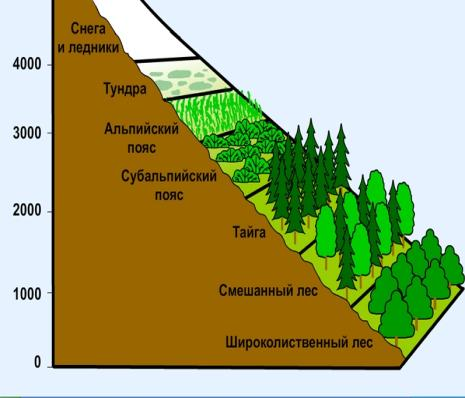 Снега
и ледники
4000
Тундра
3000
Альпийский
пояс
Субальпийский
пояс
2000
Тайга
1000
Смешанный лес
Широколиственный лес
0